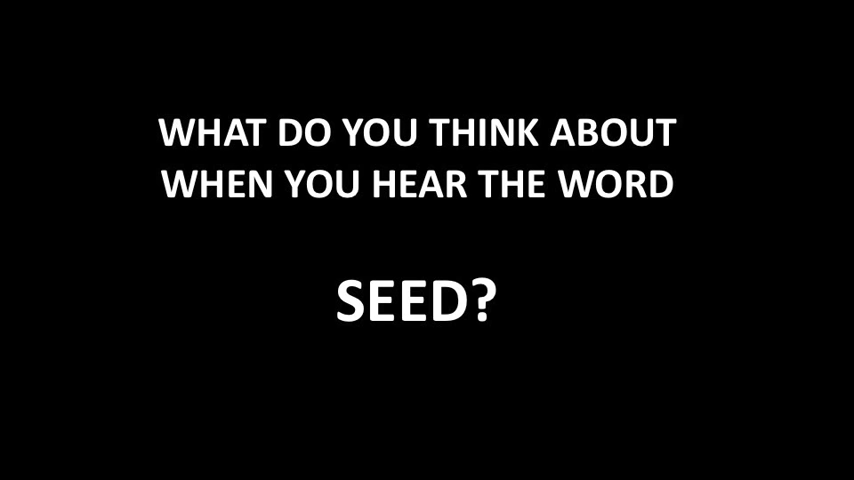 WHAT DO YOU THINK ABOUT
WHEN YOU HEAR THE WORD
SEED?